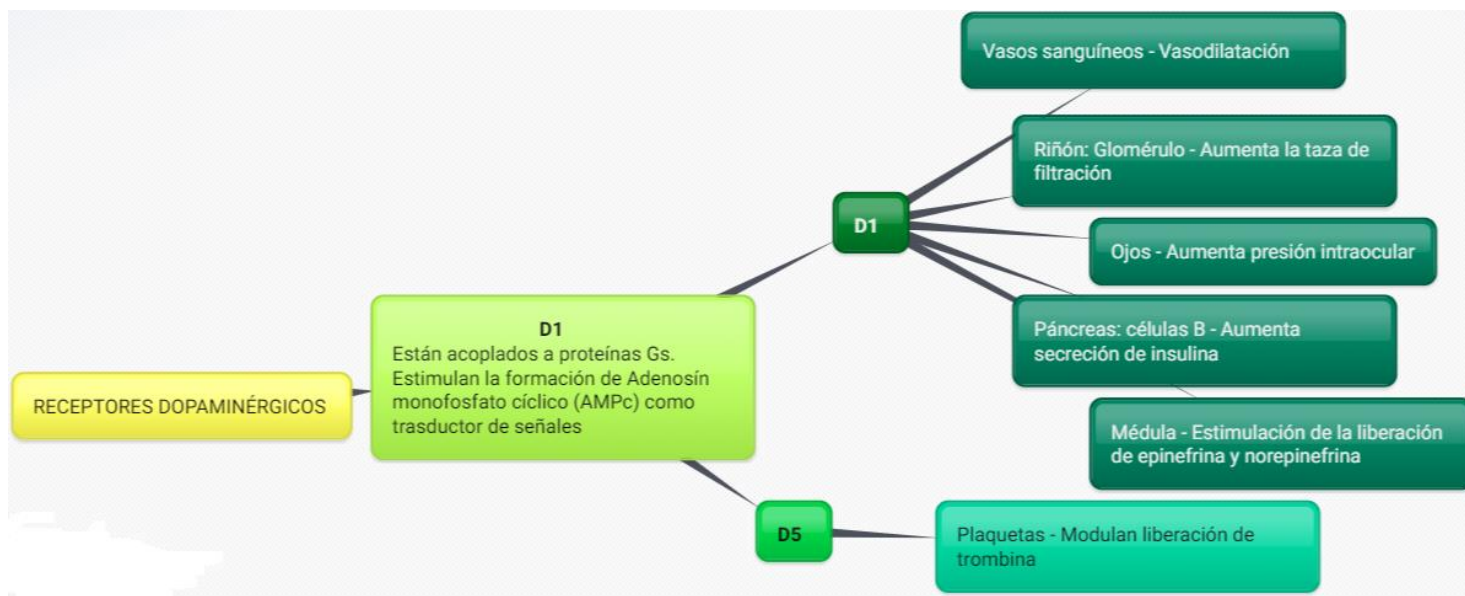 RECEPTORES DOPAMINÉRGICOS
D1
Están acoplados a proteínas Gs.
Estimulan la formación de Adenosín
monofosfato cíclico (AMPc) como
trasductor de señales
D1
Vasos sanguíneos - Vasodilatación
Riñón: Glomérulo - Aumenta la taza de
filtración
Ojos - Aumenta presión intraocular
Páncreas: células B - Aumenta
secreción de insulina
Médula - Estimulación de la liberación
de epinefrina y norepinefrina
D5
Plaquetas - Modulan liberación de
trombina